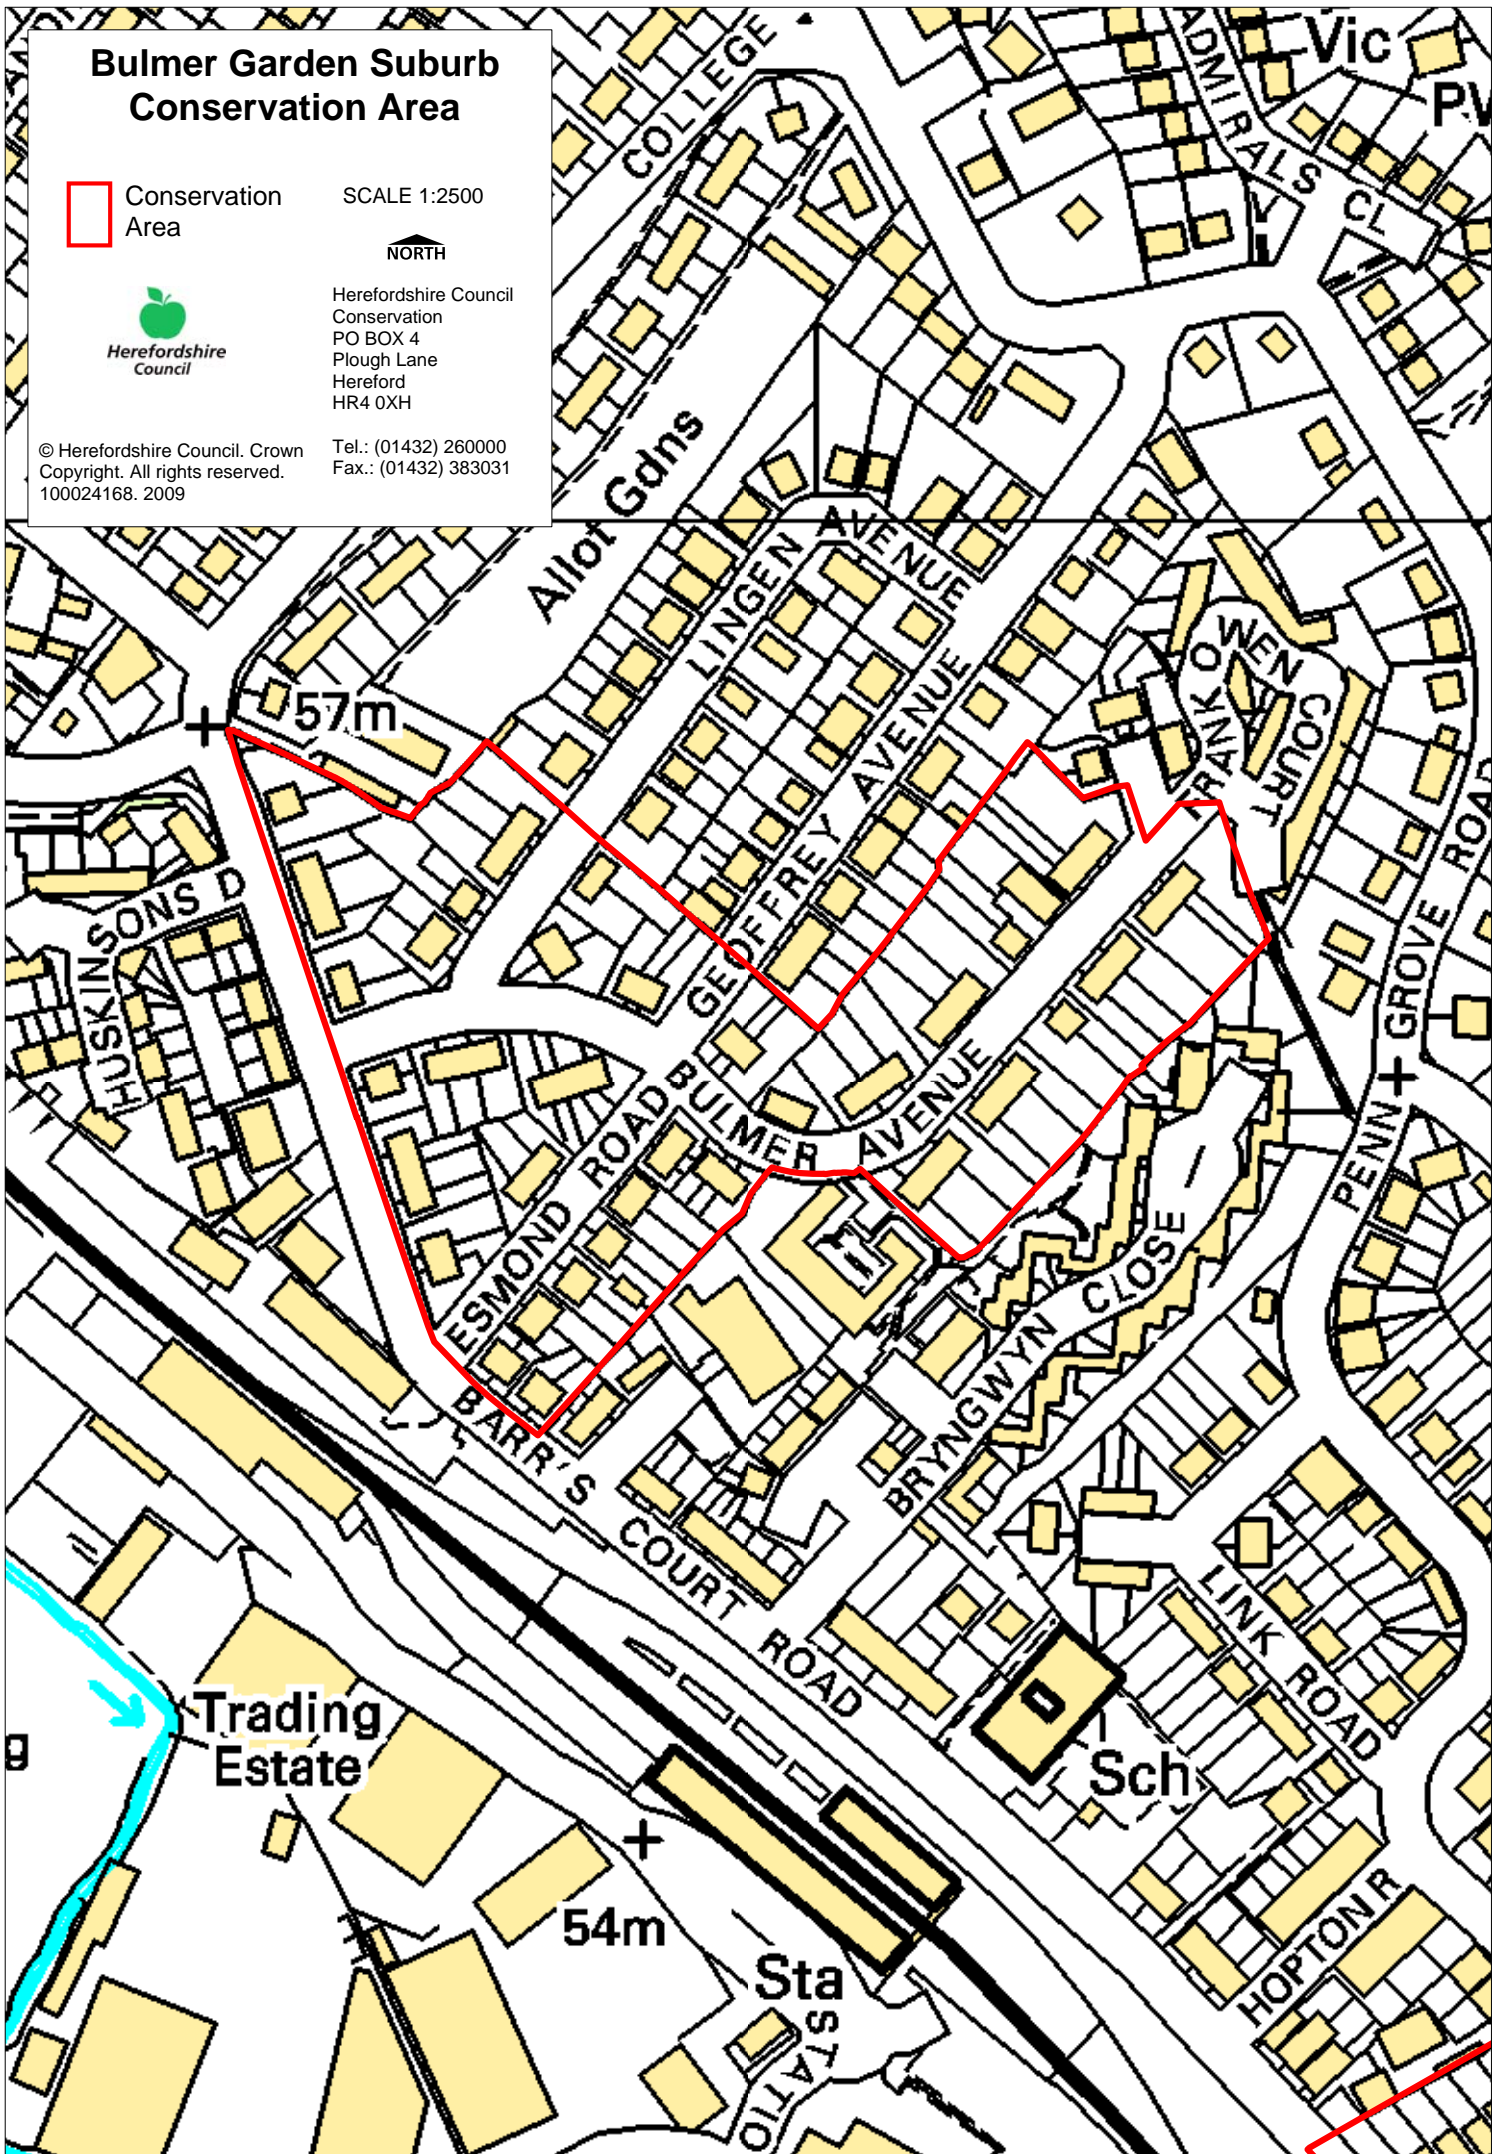 Bulmer Garden Suburb
Conservation Area
Conservation
Area
SCALE 1:2500
NORTH
Herefordshire
Council
Herefordshire Council
Conservation
PO BOX 4
Plough Lane
Hereford
HR4 0XH
Tel.: (01432) 260000
Fax.: (01432) 383031
© Herefordshire Council. Crown
Copyright. All rights reserved.
100024168. 2009
COLLEGE
ADMIRALS CL
Vic
PV
Allot Gdns
LINGEN AVENUE
GEOFFREY AVENUE
FRANK OWEN COURT
57m
HUSKINSONS D
PENN GROVE ROAD
BULMER AVENUE
ESMOND ROAD
BRYNGWYN CLOSE
BARR'S COURT ROAD
LINK ROAD
Trading
Estate
g
Sch
54m
HOPTON R
Sta
STATIO